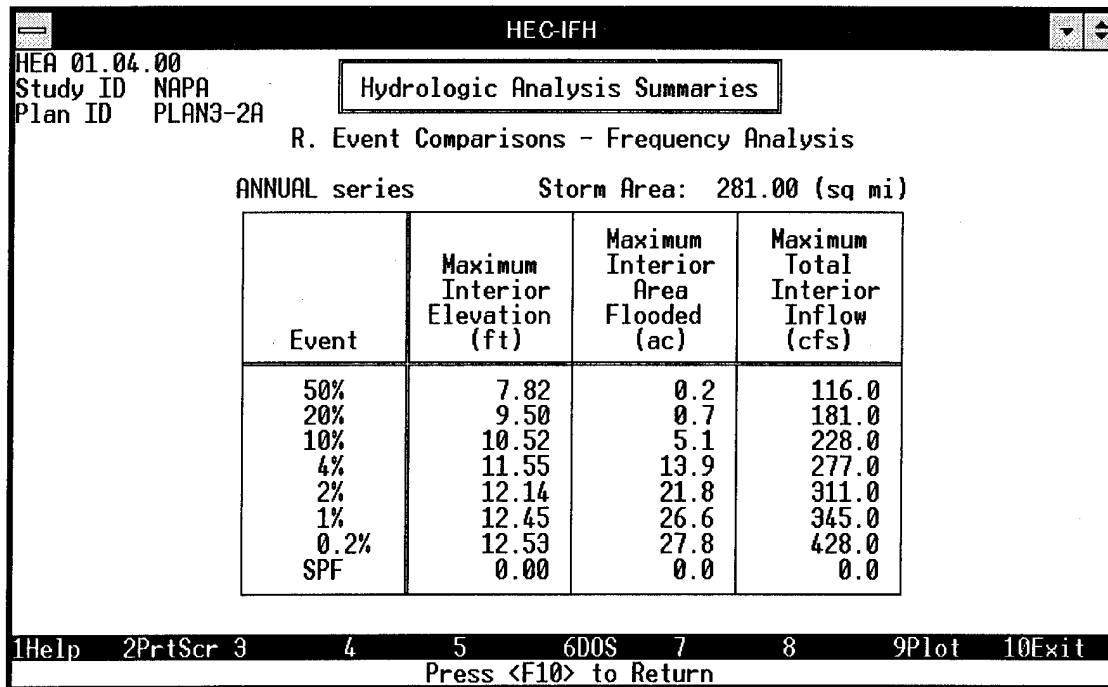 HEC-IFH
HEA 01.04.00
Study ID NAPA
Plan ID PLAN3-2A
Hydrologic Analysis Summaries
R. Event Comparisons - Frequency Analysis
ANNUAL series Storm Area: 281.00 (sq mi)
Event Maximum Interior Elevation (ft) Maximum Interior Area Flooded (ac) Maximum Total Interior Inflow (cfs)
50% 7.82 0.2 116.0
20% 9.50 0.7 181.0
10% 10.52 5.1 228.0
4% 11.55 13.9 277.0
2% 12.14 21.8 311.0
1% 12.45 26.6 345.0
0.2% 12.53 27.8 428.0
SPF 0.00 0.0 0.0
1Help 2PrtScr 3 4 5 6DOS 7 8 9Plot 10Exit
Press <F10> to Return